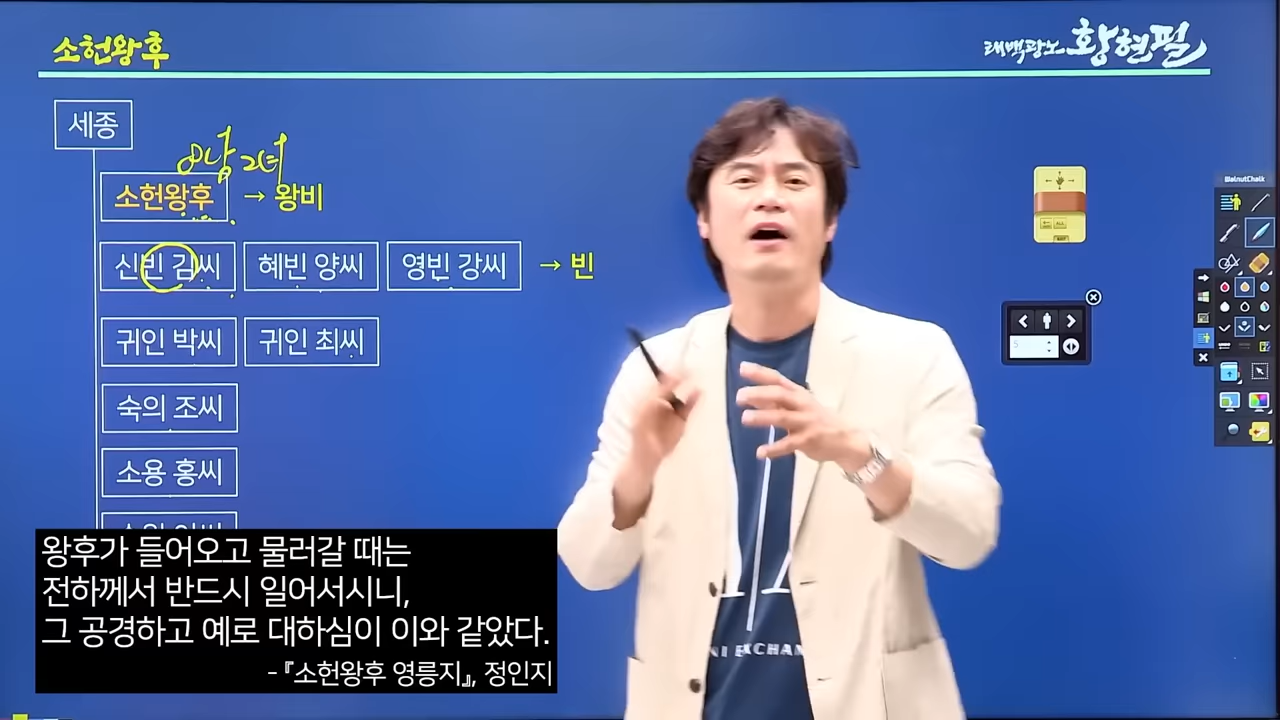 소헌왕후
태백광노 황현필
세종
8남 2녀
소헌왕후 → 왕비
신빈 김씨 혜빈 양씨 영빈 강씨 → 빈
귀인 박씨 귀인 최씨
숙의 조씨
소용 홍씨
왕후가 들어오고 물러갈 때는
전하께서 반드시 일어서시니,
그 공경하고 예로 대하심이 이와 같았다.
-『소헌왕후 영릉지』, 정인지
WalnutChalk
5